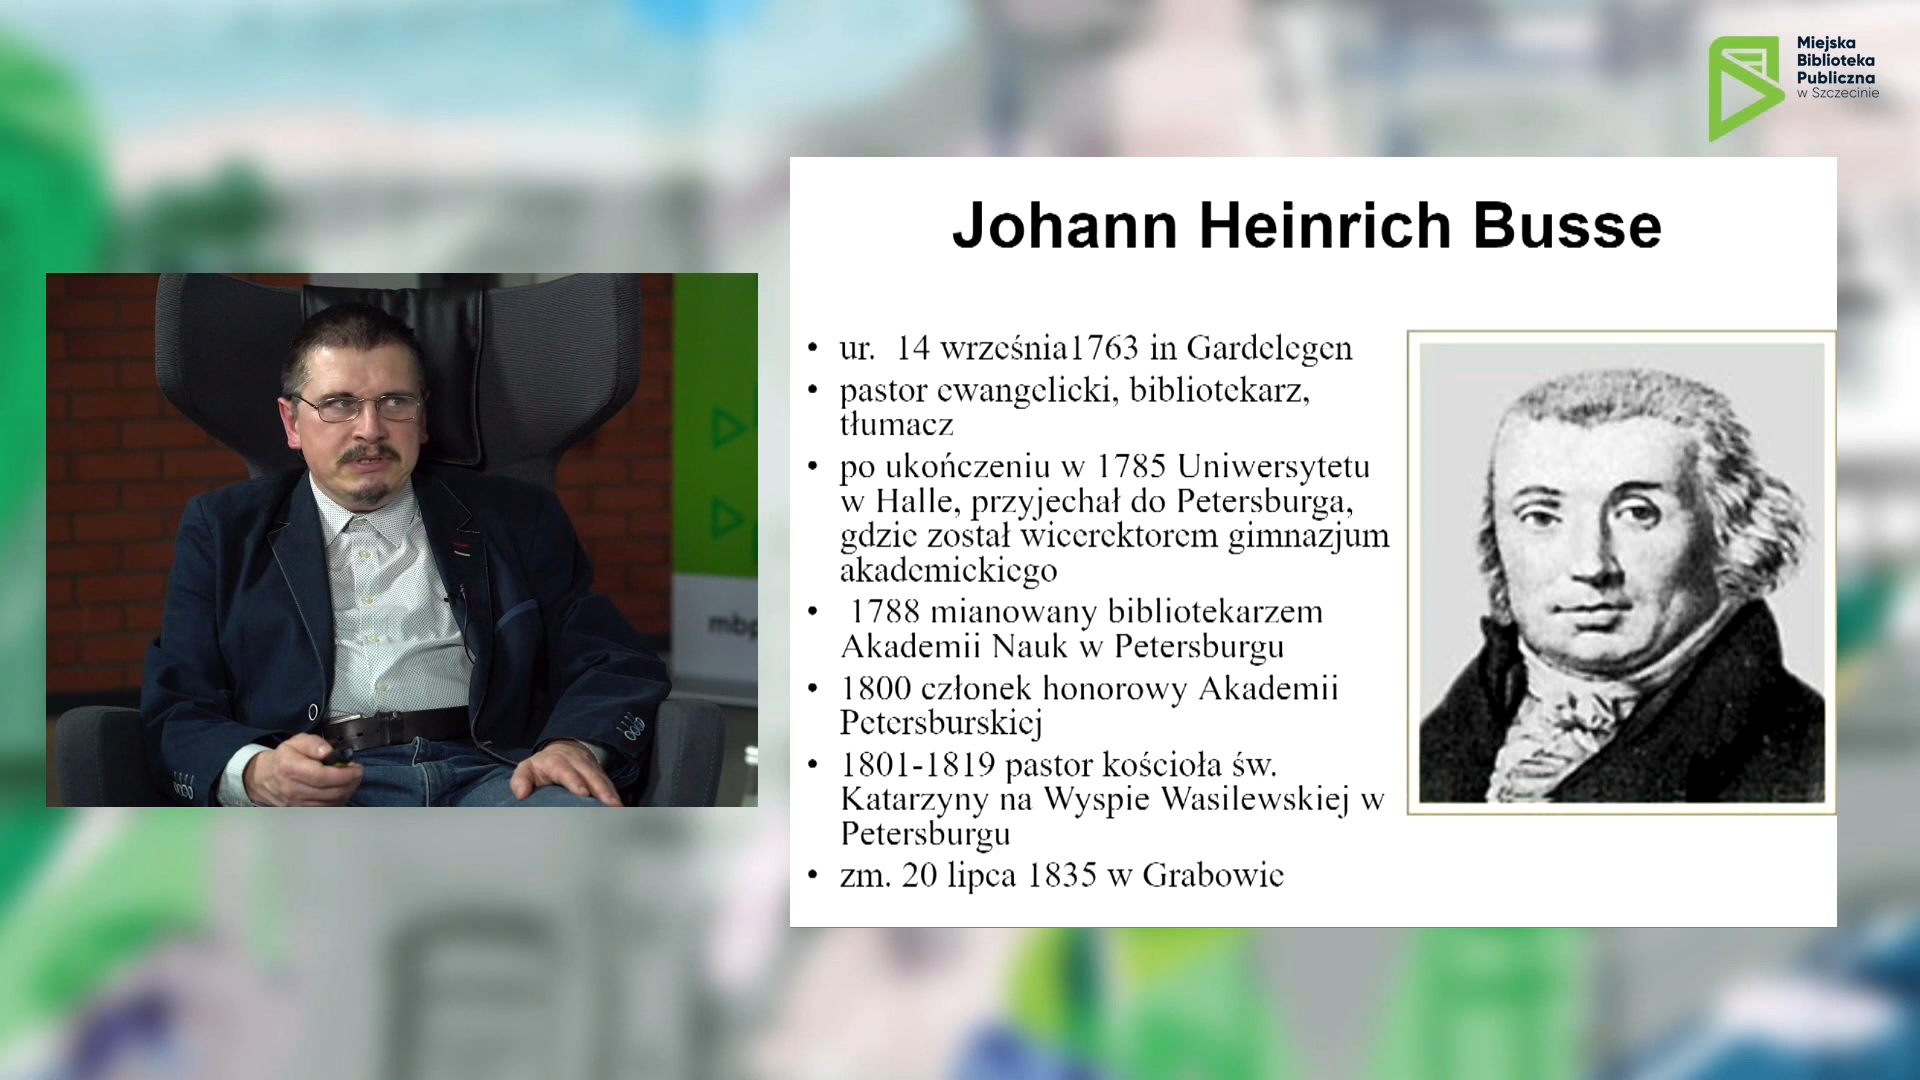 Miejska
Biblioteka
Publiczna
w Szczecinie
Johann Heinrich Busse
• ur.  14 września1763 in Gardelegen
• pastor ewangelicki, bibliotekarz,
tłumacz
• po ukończeniu w 1785 Uniwersytetu
w Halle, przyjechał do Petersburga,
gdzie został wicerektorem gimnazjum
akademickiego
•  1788 mianowany bibliotekarzem
Akademii Nauk w Petersburgu
• 1800 członek honorowy Akademii
Petersburskiej
• 1801-1819 pastor kościoła św.
Katarzyny na Wyspie Wasilewskiej w
Petersburgu
• zm. 20 lipca 1835 w Grabowie
mbp